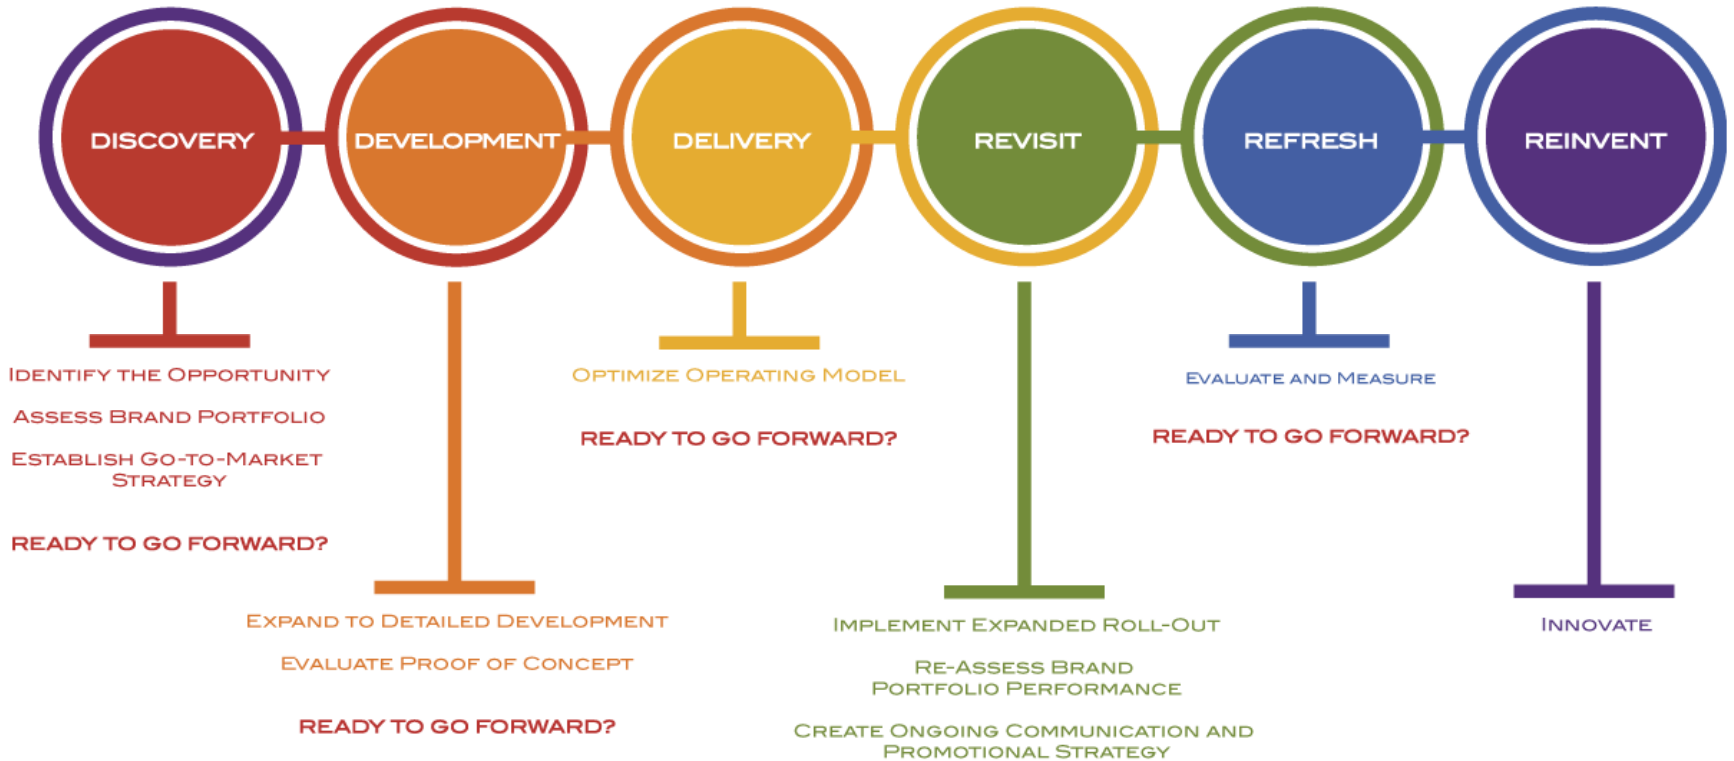 DISCOVERY
DEVELOPMENT
DELIVERY
REVISIT
REFRESH
REINVENT
IDENTIFY THE OPPORTUNITY
ASSESS BRAND PORTFOLIO
ESTABLISH GO-TO-MARKET
STRATEGY
READY TO GO FORWARD?
EXPAND TO DETAILED DEVELOPMENT
EVALUATE PROOF OF CONCEPT
READY TO GO FORWARD?
OPTIMIZE OPERATING MODEL
READY TO GO FORWARD?
IMPLEMENT EXPANDED ROLL-OUT
RE-ASSESS BRAND
PORTFOLIO PERFORMANCE
CREATE ONGOING COMMUNICATION AND
PROMOTIONAL STRATEGY
EVALUATE AND MEASURE
READY TO GO FORWARD?
INNOVATE